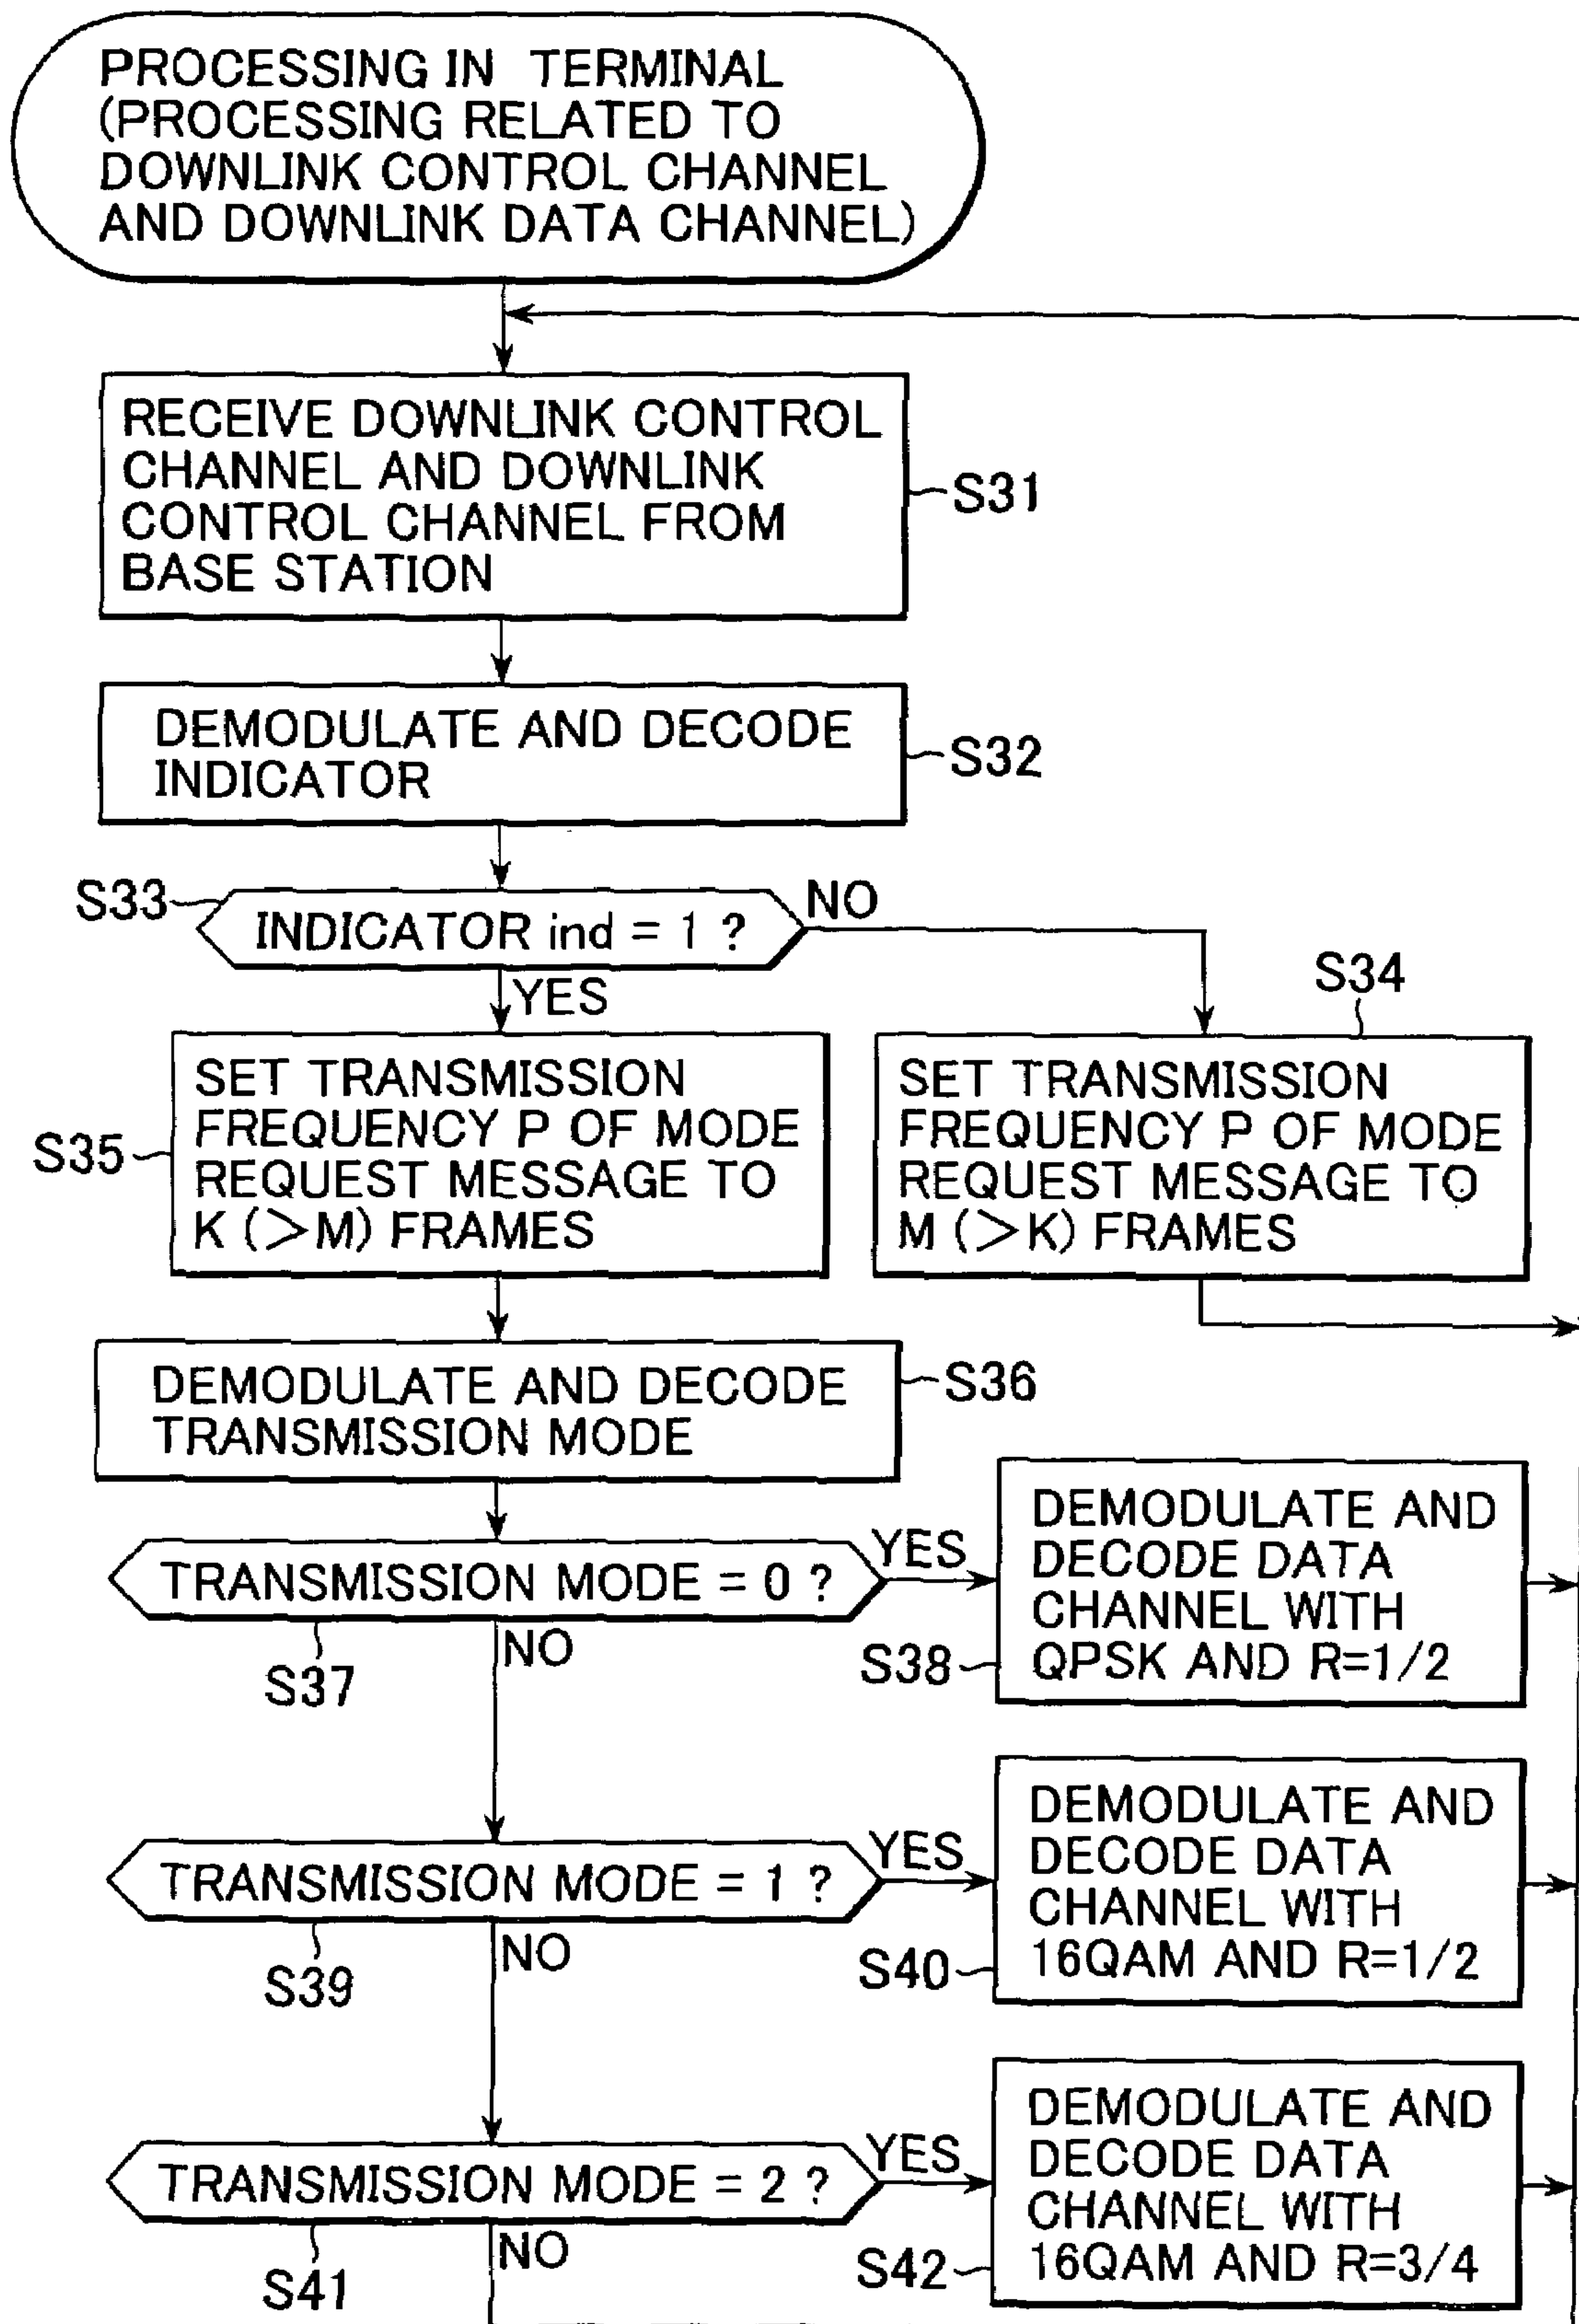 PROCESSING IN TERMINAL
(PROCESSING RELATED TO
DOWNLINK CONTROL CHANNEL
AND DOWNLINK DATA CHANNEL)
RECEIVE DOWNLINK CONTROL
CHANNEL AND DOWNLINK
CONTROL CHANNEL FROM
BASE STATION
S31
DEMODULATE AND DECODE
INDICATOR
S32
S33
INDICATOR ind = 1 ?
NO
YES
S34
SET TRANSMISSION
FREQUENCY P OF MODE
REQUEST MESSAGE TO
K (>M) FRAMES
S35
SET TRANSMISSION
FREQUENCY P OF MODE
REQUEST MESSAGE TO
M (>K) FRAMES
DEMODULATE AND DECODE
TRANSMISSION MODE
S36
TRANSMISSION MODE = 0 ?
YES
NO
S37
DEMODULATE AND
DECODE DATA
CHANNEL WITH
QPSK AND R=1/2
S38
TRANSMISSION MODE = 1 ?
YES
NO
S39
DEMODULATE AND
DECODE DATA
CHANNEL WITH
16QAM AND R=1/2
S40
TRANSMISSION MODE = 2 ?
YES
NO
S41
DEMODULATE AND
DECODE DATA
CHANNEL WITH
16QAM AND R=3/4
S42